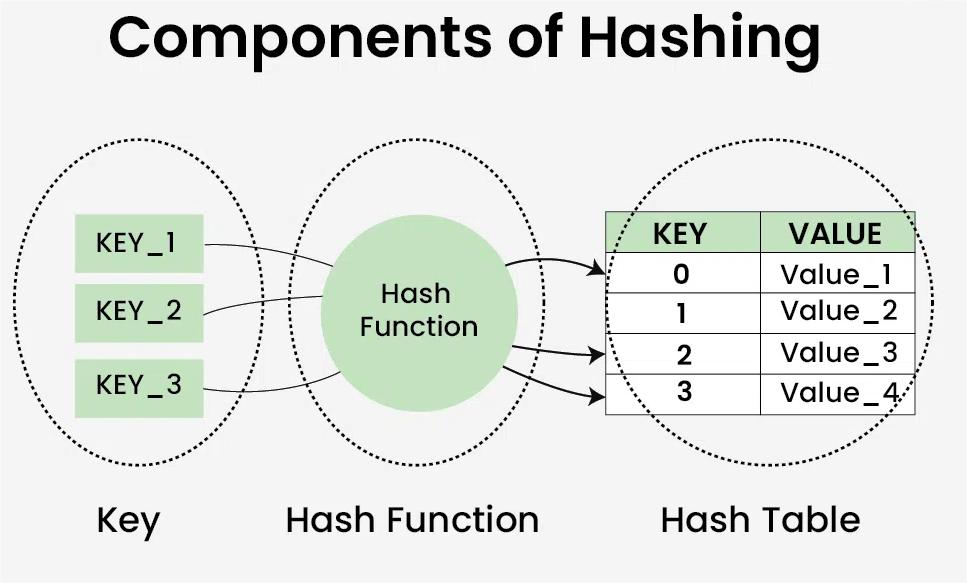 Components of Hashing
KEY_1
KEY_2
KEY_3
Hash
Function
KEY VALUE
0 Value_1
1 Value_2
2 Value_3
3 Value_4
Key
Hash Function
Hash Table